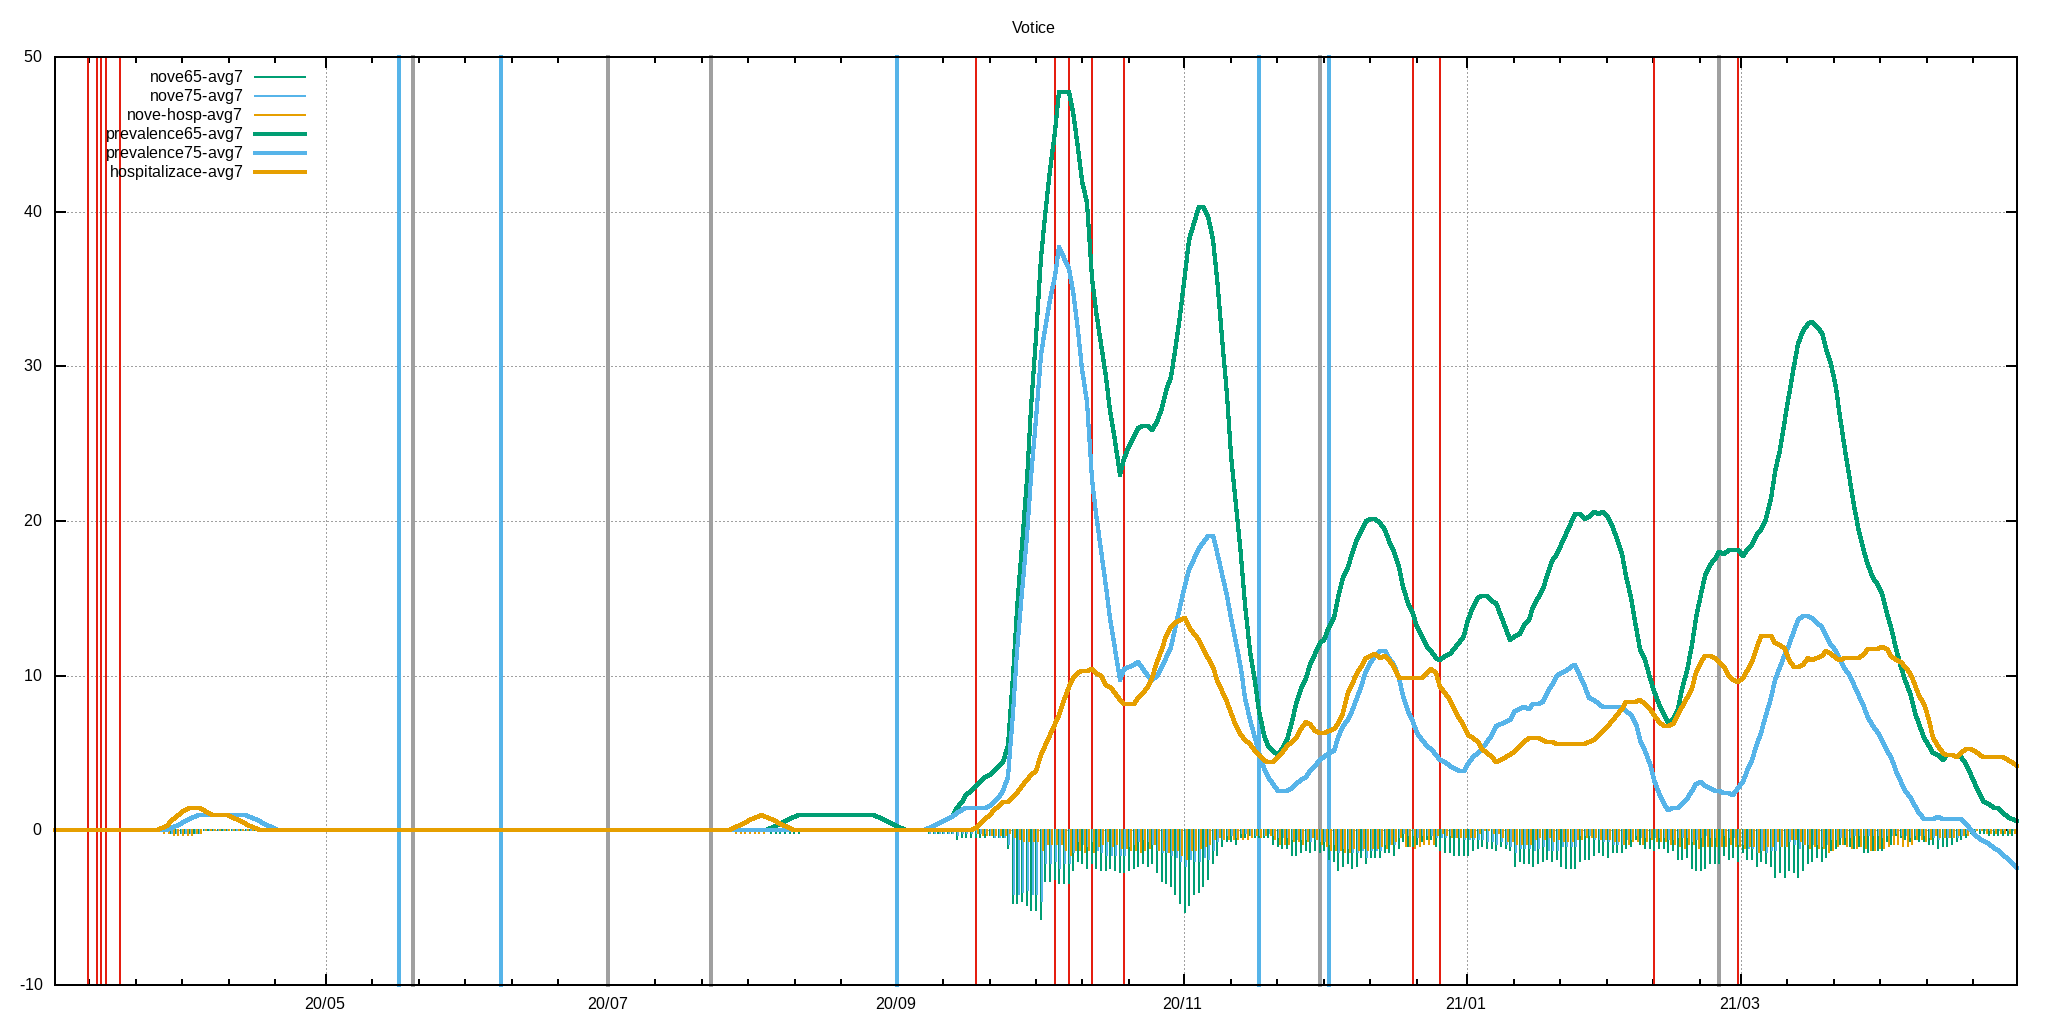 Votice
50
nove65-avg7
nove75-avg7
nove-hosp-avg7
prevalence65-avg7
prevalence75-avg7
hospitalizace-avg7
40
30
20
10
0
-10
20/05 20/07 20/09 20/11 21/01 21/03